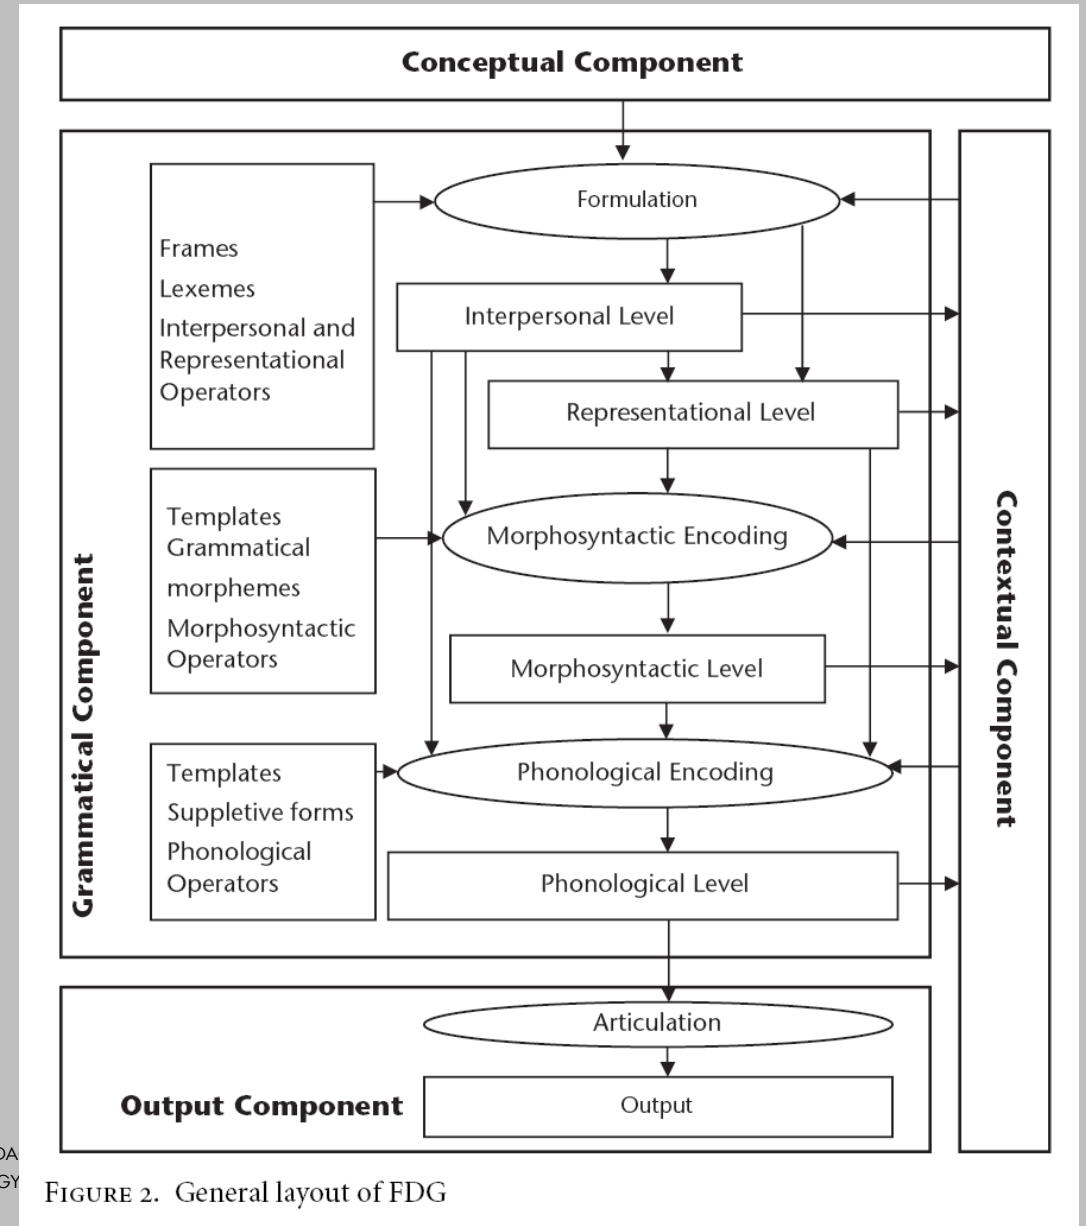 Conceptual Component
Formulation
Frames
Lexemes
Interpersonal and
Representational
Operators
Interpersonal Level
Representational Level
Templates
Grammatical
morphemes
Morphosyntactic
Operators
Morphosyntactic Encoding
Morphosyntactic Level
Templates
Suppletive forms
Phonological
Operators
Phonological Encoding
Phonological Level
Grammatical Component
Contextual Component
Articulation
Output Component
Output
FIGURE 2. General layout of FDG